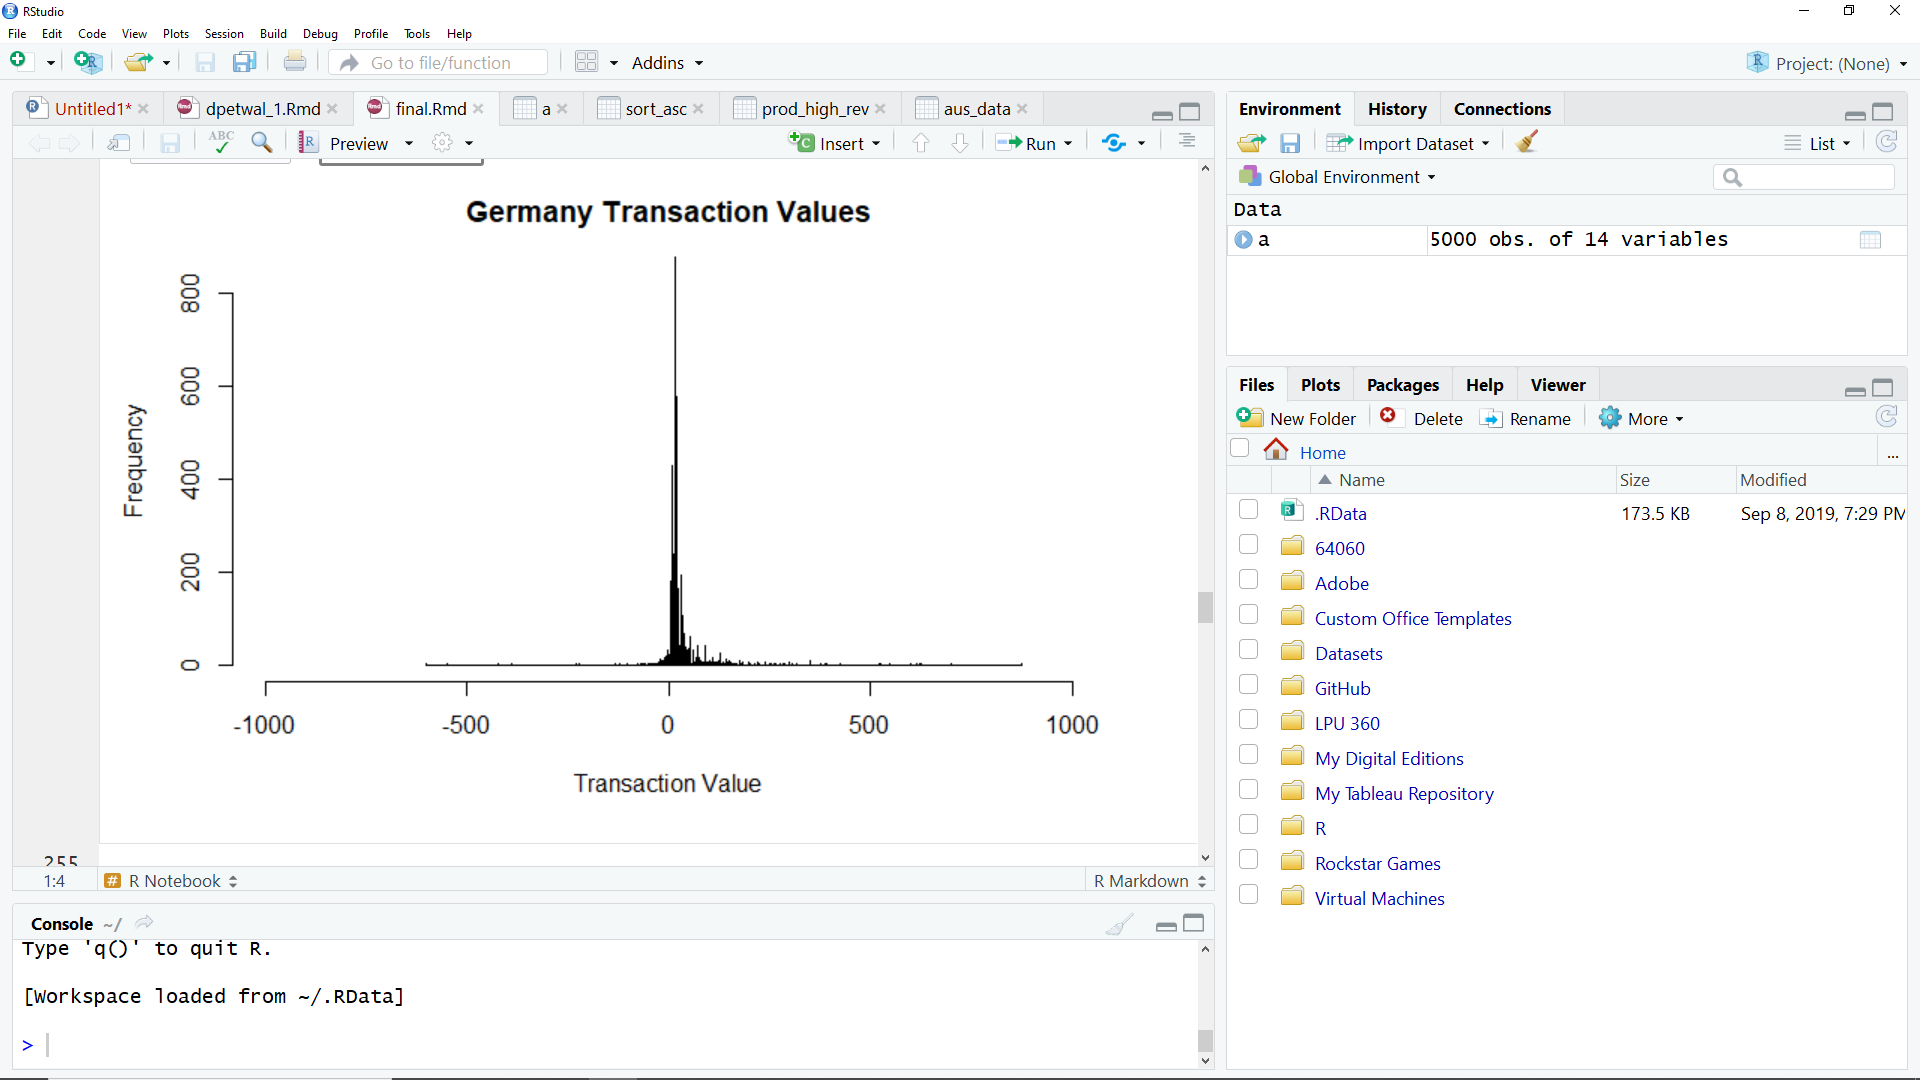 RStudio
File Edit Code View Plots Session Build Debug Profile Tools Help
Go to file/function Addins Project: (None)
Untitled1* dpetwal_1.Rmd final.Rmd a sort_asc prod_high_rev aus_data
ABC Preview Insert Run
Germany Transaction Values
Frequency
800
600
400
200
0
-1000 -500 0 500 1000
Transaction Value
255
1:4 # R Notebook R Markdown
Console ~/
Type 'q()' to quit R.
[Workspace loaded from ~/.RData]
>
Environment History Connections
Import Dataset List
Global Environment
Data
a 5000 obs. of 14 variables
Files Plots Packages Help Viewer
New Folder Delete Rename More
Home ...
Name Size Modified
.RData 173.5 KB Sep 8, 2019, 7:29 PM
64060
Adobe
Custom Office Templates
Datasets
GitHub
LPU 360
My Digital Editions
My Tableau Repository
R
Rockstar Games
Virtual Machines